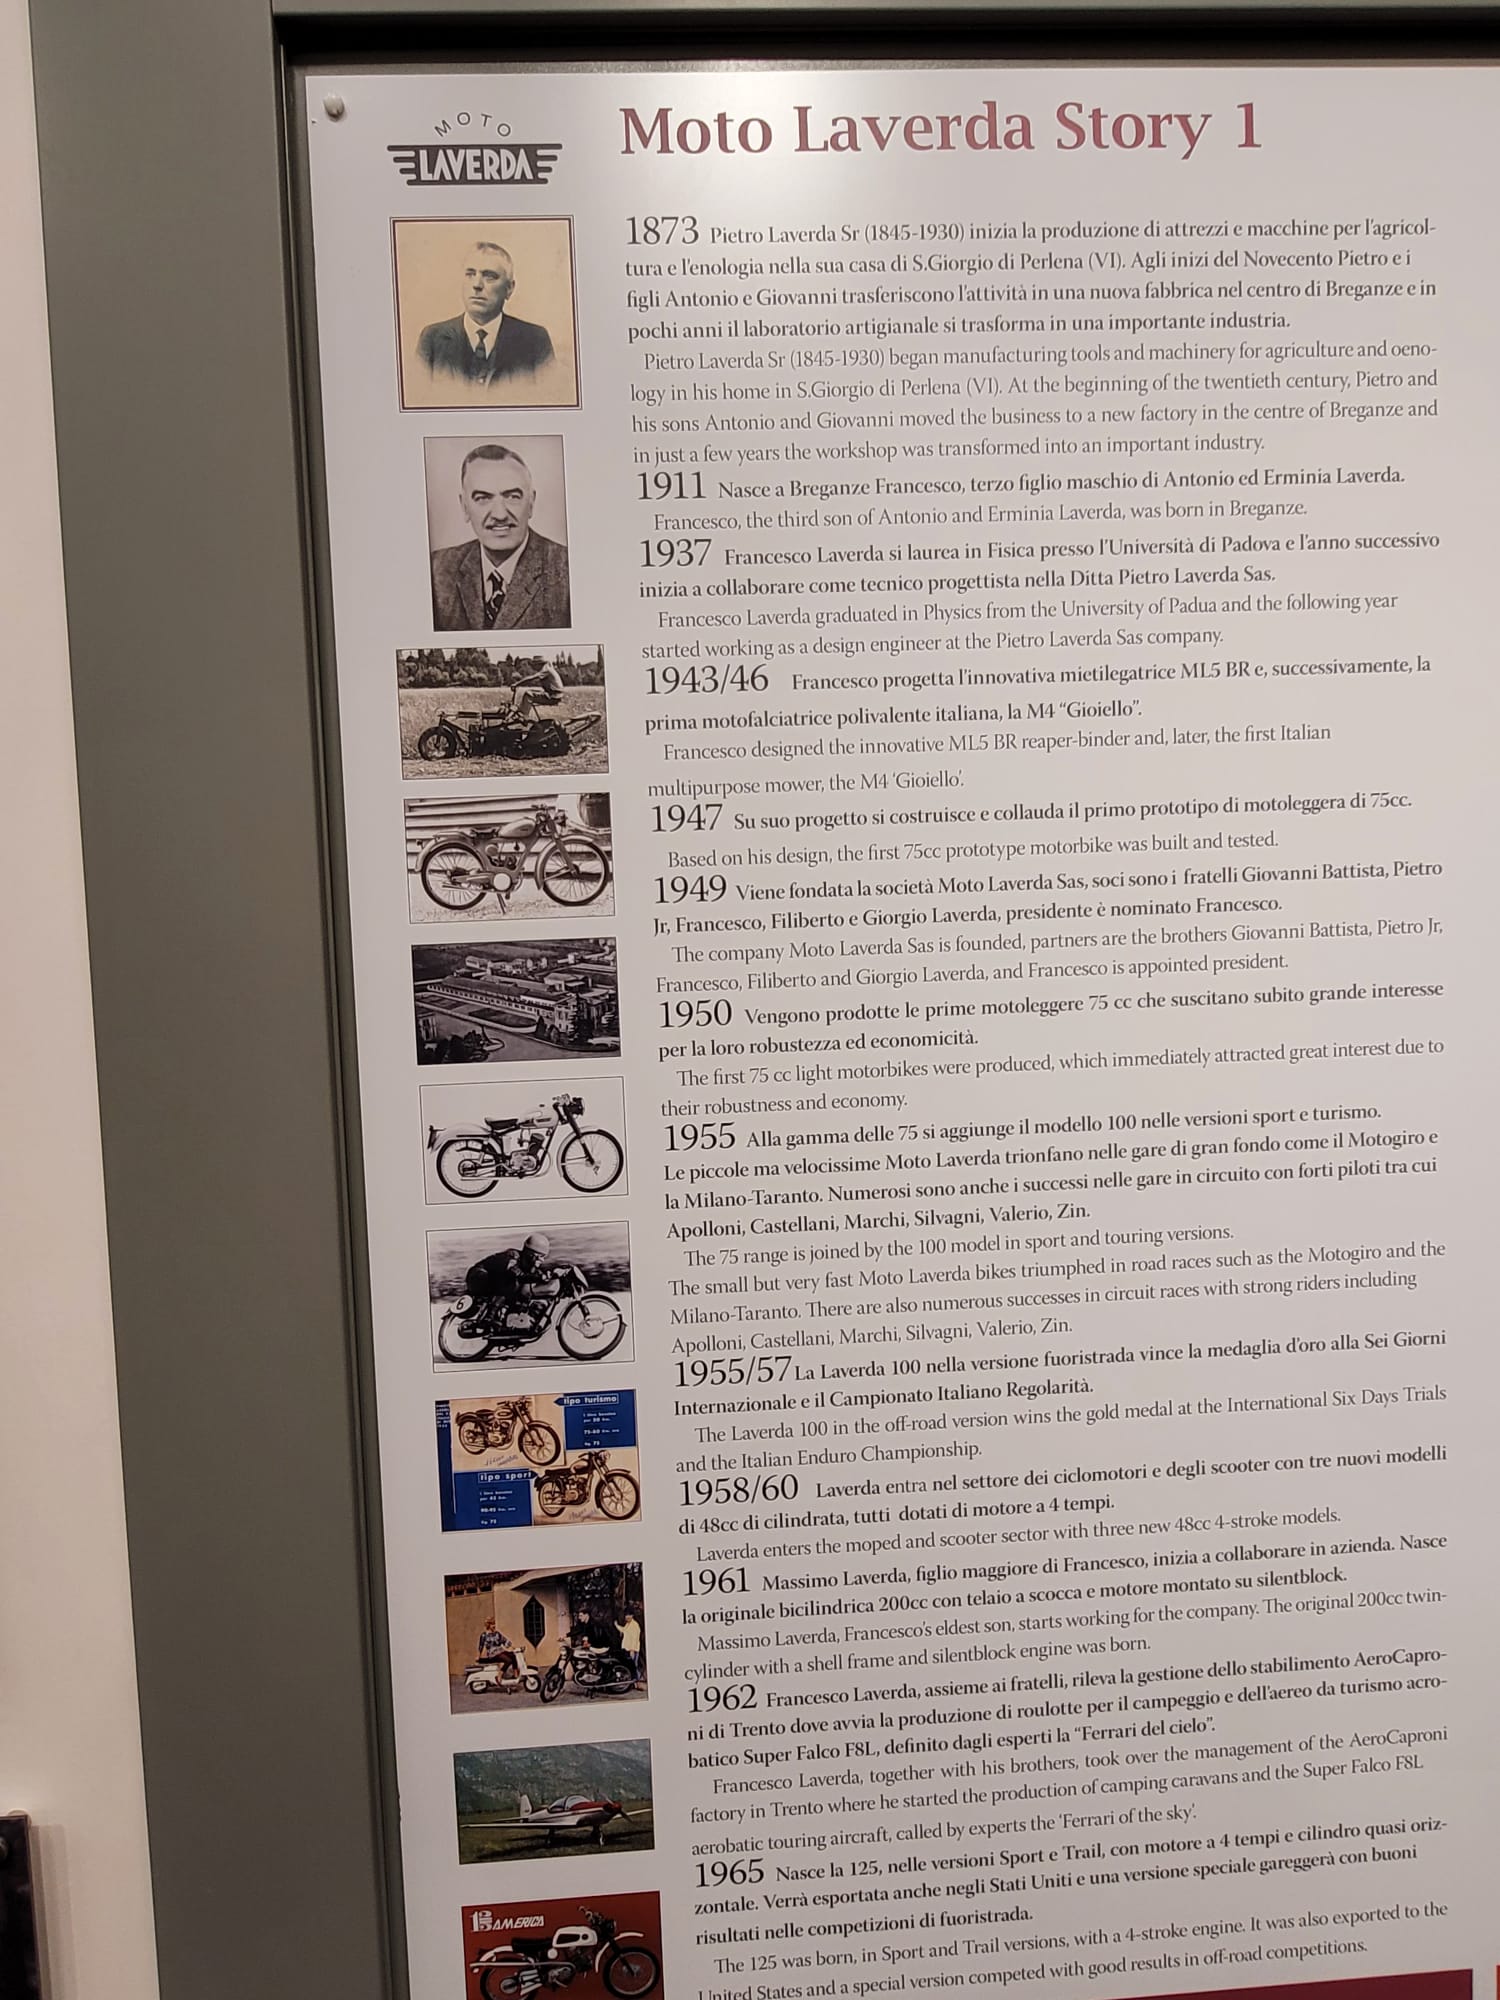 MOTO
LAVERDA
Moto Laverda Story 1
1873 Pietro Laverda Sr (1845-1930) inizia la produzione di attrezzi e macchine per l'agricol-
tura e l'enologia nella sua casa di S.Giorgio di Perlena (VI). Agli inizi del Novecento Pietro e i
figli Antonio e Giovanni trasferiscono l'attività in una nuova fabbrica nel centro di Breganze e in
pochi anni il laboratorio artigianale si trasforma in una importante industria.
Pietro Laverda Sr (1845-1930) began manufacturing tools and machinery for agriculture and oeno-
logy in his home in S.Giorgio di Perlena (VI). At the beginning of the twentieth century, Pietro and
his sons Antonio and Giovanni moved the business to a new factory in the centre of Breganze and
in just a few years the workshop was transformed into an important industry.
1911 Nasce a Breganze Francesco, terzo figlio maschio di Antonio ed Erminia Laverda.
Francesco, the third son of Antonio and Erminia Laverda, was born in Breganze.
1937 Francesco Laverda si laurea in Fisica presso l'Università di Padova e l'anno successivo
inizia a collaborare come tecnico progettista nella Ditta Pietro Laverda Sas.
Francesco Laverda graduated in Physics from the University of Padua and the following year
started working as a design engineer at the Pietro Laverda Sas company.
1943/46 Francesco progetta l'innovativa mietilegatrice ML5 BR e, successivamente, la
prima motofalciatrice polivalente italiana, la M4 “Gioiello”.
Francesco designed the innovative ML5 BR reaper-binder and, later, the first Italian
multipurpose mower, the M4 ‘Gioiello’.
1947 Su suo progetto si costruisce e collauda il primo prototipo di motoleggera di 75cc.
Based on his design, the first 75cc prototype motorbike was built and tested.
1949 Viene fondata la società Moto Laverda Sas, soci sono i fratelli Giovanni Battista, Pietro
Jr, Francesco, Filiberto e Giorgio Laverda, presidente è nominato Francesco.
The company Moto Laverda Sas is founded, partners are the brothers Giovanni Battista, Pietro Jr,
Francesco, Filiberto and Giorgio Laverda, and Francesco is appointed president.
1950 Vengono prodotte le prime motoleggere 75 cc che suscitano subito grande interesse
per la loro robustezza ed economicità.
The first 75 cc light motorbikes were produced, which immediately attracted great interest due to
their robustness and economy.
1955 Alla gamma delle 75 si aggiunge il modello 100 nelle versioni sport e turismo.
Le piccole ma velocissime Moto Laverda trionfano nelle gare di gran fondo come il Motogiro e
la Milano-Taranto. Numerosi sono anche i successi nelle gare in circuito con forti piloti tra cui
Apolloni, Castellani, Marchi, Silvagni, Valerio, Zin.
The 75 range is joined by the 100 model in sport and touring versions.
The small but very fast Moto Laverda bikes triumphed in road races such as the Motogiro and the
Milano-Taranto. There are also numerous successes in circuit races with strong riders including
Apolloni, Castellani, Marchi, Silvagni, Valerio, Zin.
6
1955/57 La Laverda 100 nella versione fuoristrada vince la medaglia d'oro alla Sei Giorni
Internazionale e il Campionato Italiano Regolarità.
The Laverda 100 in the off-road version wins the gold medal at the International Six Days Trials
and the Italian Enduro Championship.
tipo turismo
tipo sport
1958/60 Laverda entra nel settore dei ciclomotori e degli scooter con tre nuovi modelli
di 48cc di cilindrata, tutti dotati di motore a 4 tempi.
Laverda enters the moped and scooter sector with three new 48cc 4-stroke models.
1961 Massimo Laverda, figlio maggiore di Francesco, inizia a collaborare in azienda. Nasce
la originale bicilindrica 200cc con telaio a scocca e motore montato su silentblock.
Massimo Laverda, Francesco's eldest son, starts working for the company. The original 200cc twin-
cylinder with a shell frame and silentblock engine was born.
1962 Francesco Laverda, assieme ai fratelli, rileva la gestione dello stabilimento AeroCapro-
ni di Trento dove avvia la produzione di roulotte per il campeggio e dell'aereo da turismo acro-
batico Super Falco F8L, definito dagli esperti la “Ferrari del cielo”.
Francesco Laverda, together with his brothers, took over the management of the AeroCaproni
factory in Trento where he started the production of camping caravans and the Super Falco F8L
aerobatic touring aircraft, called by experts the ‘Ferrari of the sky’.
1965 Nasce la 125, nelle versioni Sport e Trail, con motore a 4 tempi e cilindro quasi oriz-
zontale. Verrà esportata anche negli Stati Uniti e una versione speciale gareggerà con buoni
risultati nelle competizioni di fuoristrada.
The 125 was born, in Sport and Trail versions, with a 4-stroke engine. It was also exported to the
United States and a special version competed with good results in off-road competitions.
125 AMERICA